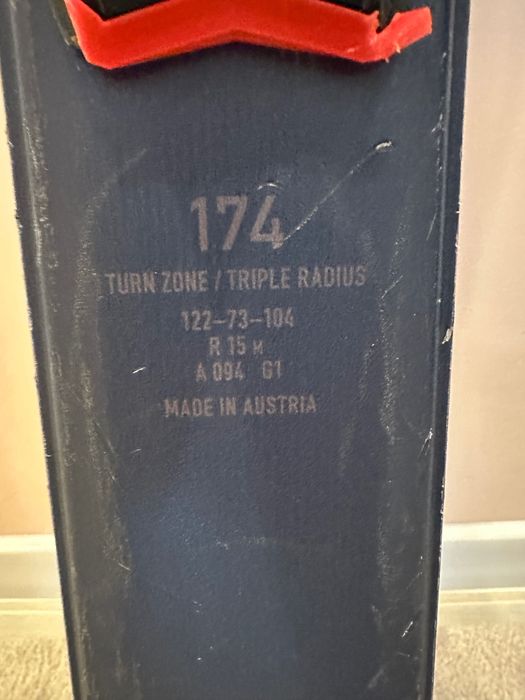 174
TURN ZONE / TRIPLE RADIUS
122–73–104
R 15 M
A 094 G1
MADE IN AUSTRIA